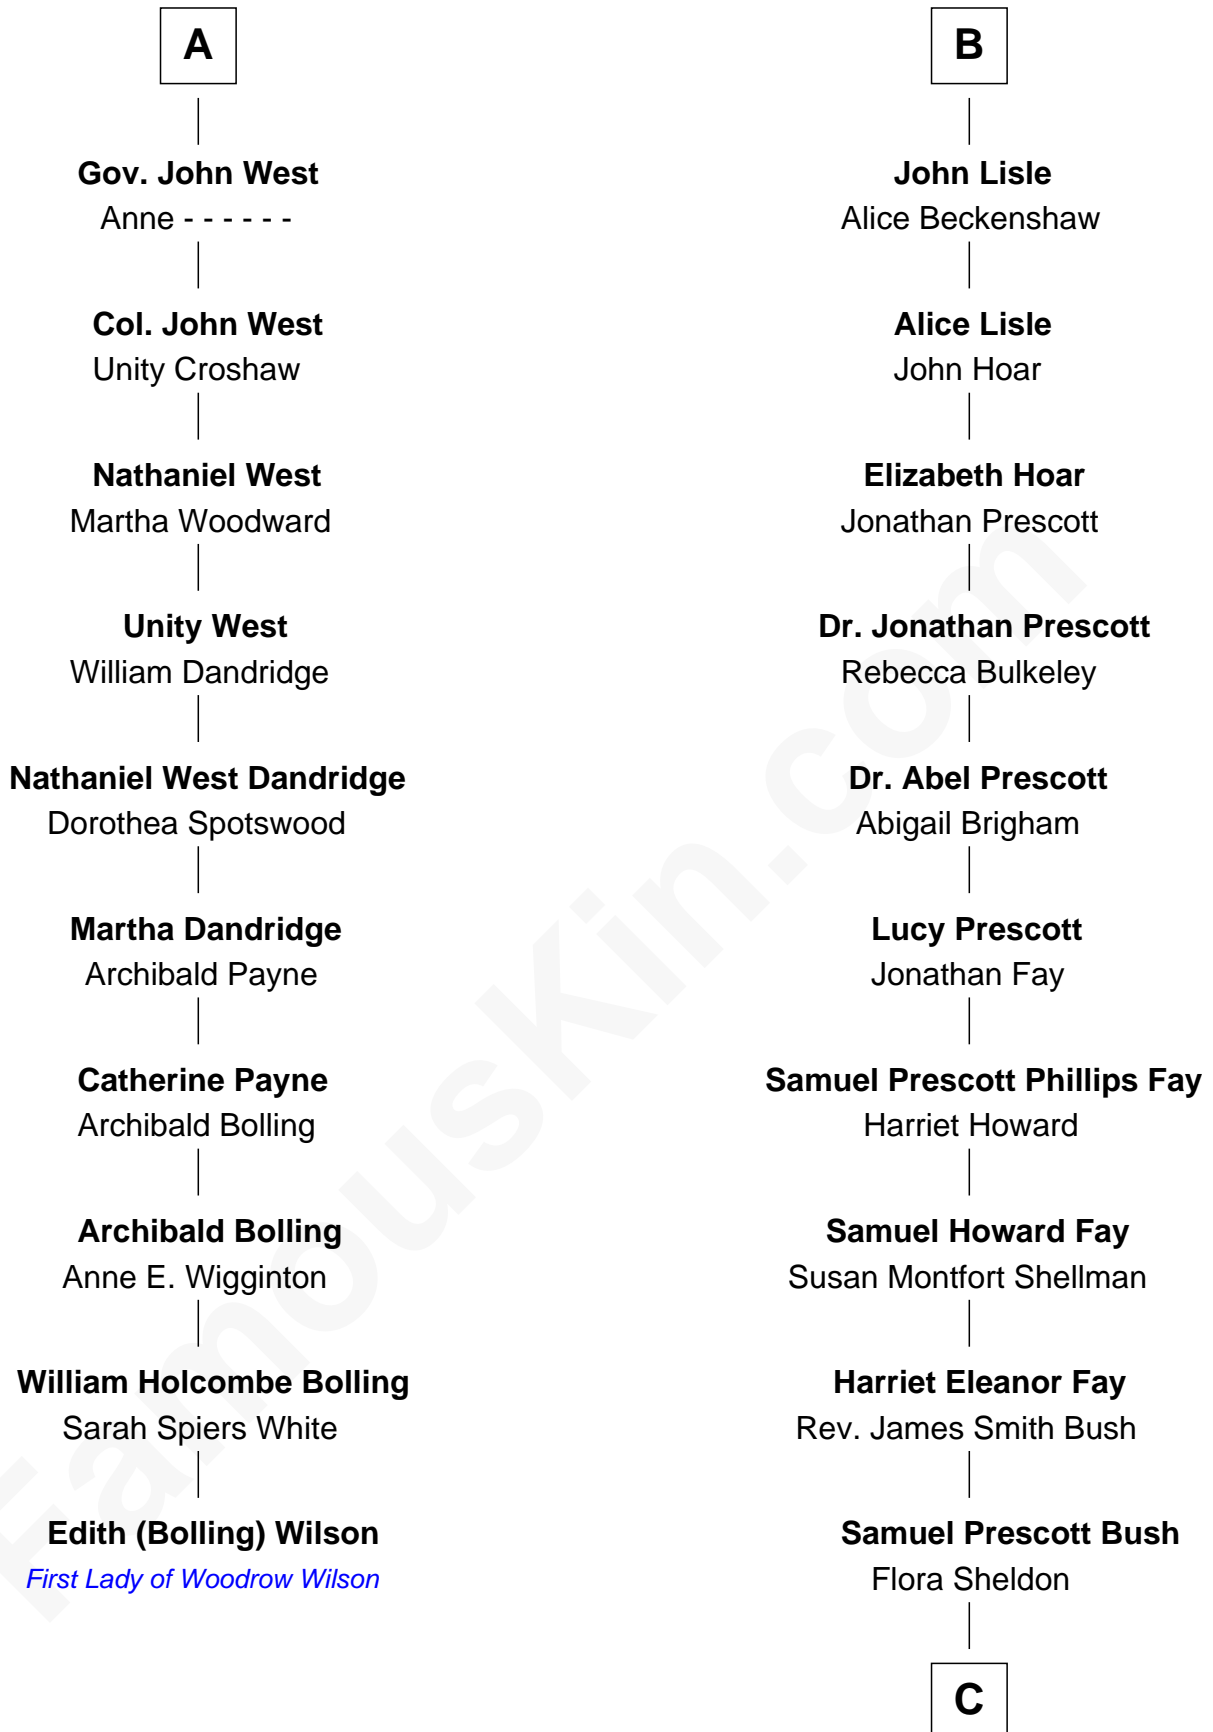 A
Gov. John West
Anne - - - - - -
Col. John West
Unity Croshaw
Nathaniel West
Martha Woodward
Unity West
William Dandridge
Nathaniel West Dandridge
Dorothea Spotswood
Martha Dandridge
Archibald Payne
Catherine Payne
Archibald Bolling
Archibald Bolling
Anne E. Wigginton
William Holcombe Bolling
Sarah Spiers White
Edith (Bolling) Wilson
First Lady of Woodrow Wilson
B
John Lisle
Alice Beckenshaw
Alice Lisle
John Hoar
Elizabeth Hoar
Jonathan Prescott
Dr. Jonathan Prescott
Rebecca Bulkeley
Dr. Abel Prescott
Abigail Brigham
Lucy Prescott
Jonathan Fay
Samuel Prescott Phillips Fay
Harriet Howard
Samuel Howard Fay
Susan Montfort Shellman
Harriet Eleanor Fay
Rev. James Smith Bush
Samuel Prescott Bush
Flora Sheldon
C
FamousKin.com